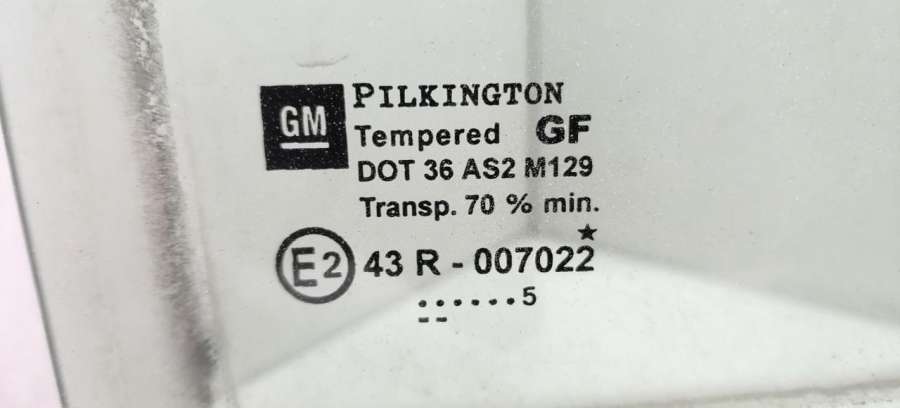 GM
PILKINGTON
Tempered GF
DOT 36 AS2 M129
Transp. 70 % min.
E2 43 R - 007022
......5
--